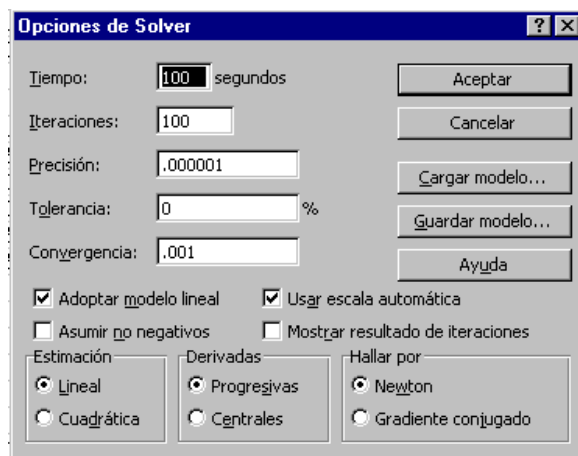 Opciones de Solver
Tiempo: 100 segundos Aceptar
Iteraciones: 100 Cancelar
Precisión: .000001 Cargar modelo...
Tolerancia: 0 % Guardar modelo...
Convergencia: .001 Ayuda
Adoptar modelo lineal Usar escala automática
Asumir no negativos Mostrar resultado de iteraciones
Estimación Derivadas Hallar por
Lineal Progresivas Newton
Cuadrática Centrales Gradiente conjugado